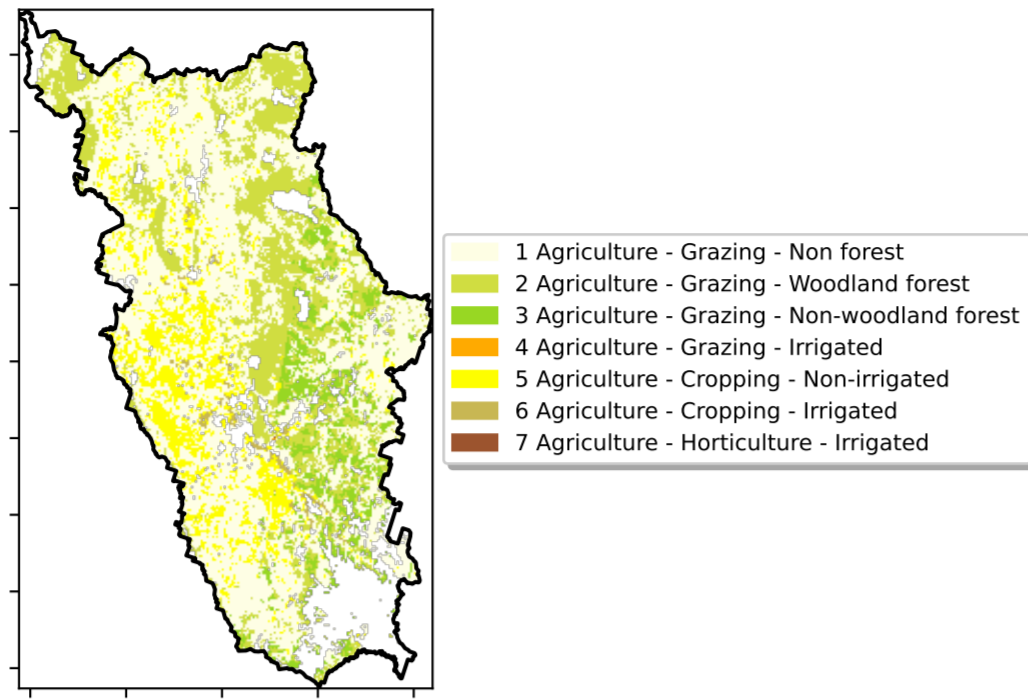 1 Agriculture - Grazing - Non forest
2 Agriculture - Grazing - Woodland forest
3 Agriculture - Grazing - Non-woodland forest
4 Agriculture - Grazing - Irrigated
5 Agriculture - Cropping - Non-irrigated
6 Agriculture - Cropping - Irrigated
7 Agriculture - Horticulture - Irrigated